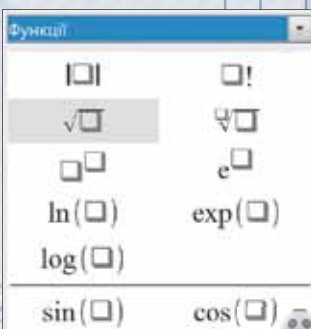 Функції
|□| □!
√□ ∜□
□^□ e^□
ln(□) exp(□)
log(□)
sin(□) cos(□)